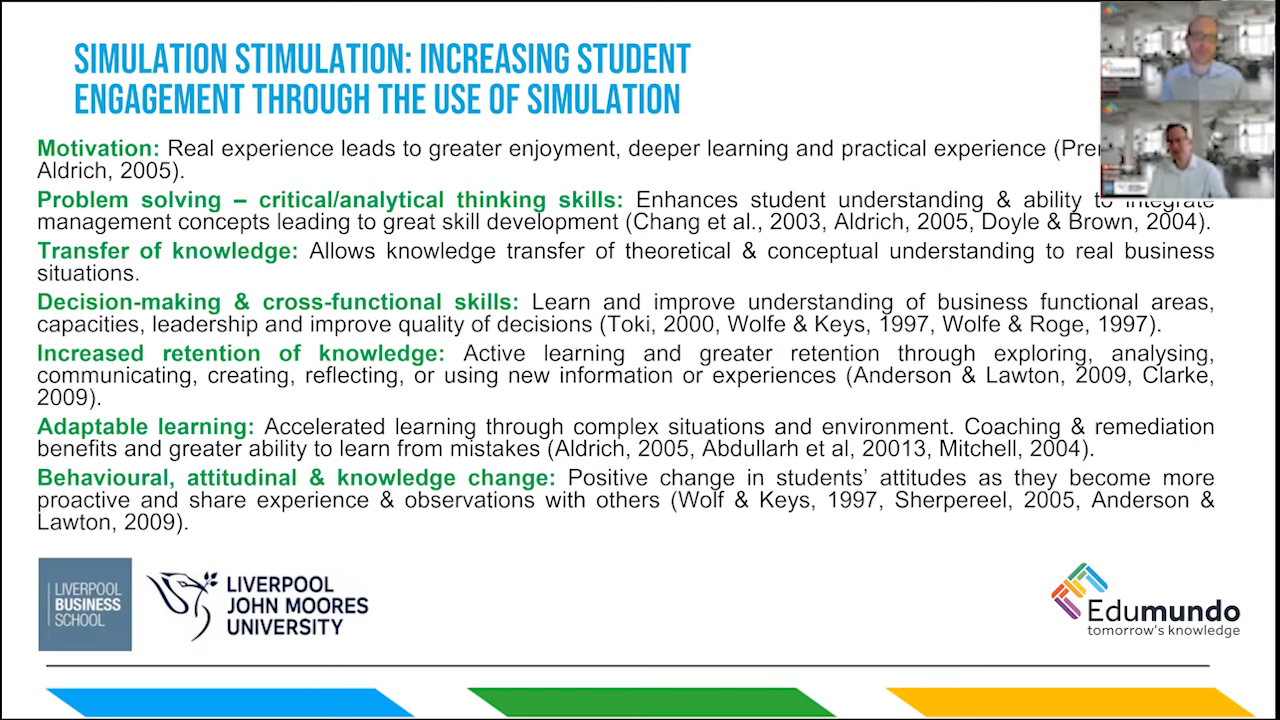 SIMULATION STIMULATION: INCREASING STUDENT
ENGAGEMENT THROUGH THE USE OF SIMULATION
Motivation: Real experience leads to greater enjoyment, deeper learning and practical experience
Aldrich, 2005).
Problem solving – critical/analytical thinking skills: Enhances student understanding & ability to integrate
management concepts leading to great skill development (Chang et al., 2003, Aldrich, 2005, Doyle & Brown, 2004).
Transfer of knowledge: Allows knowledge transfer of theoretical & conceptual understanding to real business
situations.
Decision-making & cross-functional skills: Learn and improve understanding of business functional areas,
capacities, leadership and improve quality of decisions (Toki, 2000, Wolfe & Keys, 1997, Wolfe & Roge, 1997).
Increased retention of knowledge: Active learning and greater retention through exploring, analysing,
communicating, creating, reflecting, or using new information or experiences (Anderson & Lawton, 2009, Clarke,
2009).
Adaptable learning: Accelerated learning through complex situations and environment. Coaching & remediation
benefits and greater ability to learn from mistakes (Aldrich, 2005, Abdullarh et al, 20013, Mitchell, 2004).
Behavioural, attitudinal & knowledge change: Positive change in students’ attitudes as they become more
proactive and share experience & observations with others (Wolf & Keys, 1997, Sherpereel, 2005, Anderson &
Lawton, 2009).
LIVERPOOL
BUSINESS
SCHOOL
LIVERPOOL
JOHN MOORES
UNIVERSITY
Edumundo
tomorrow's knowledge